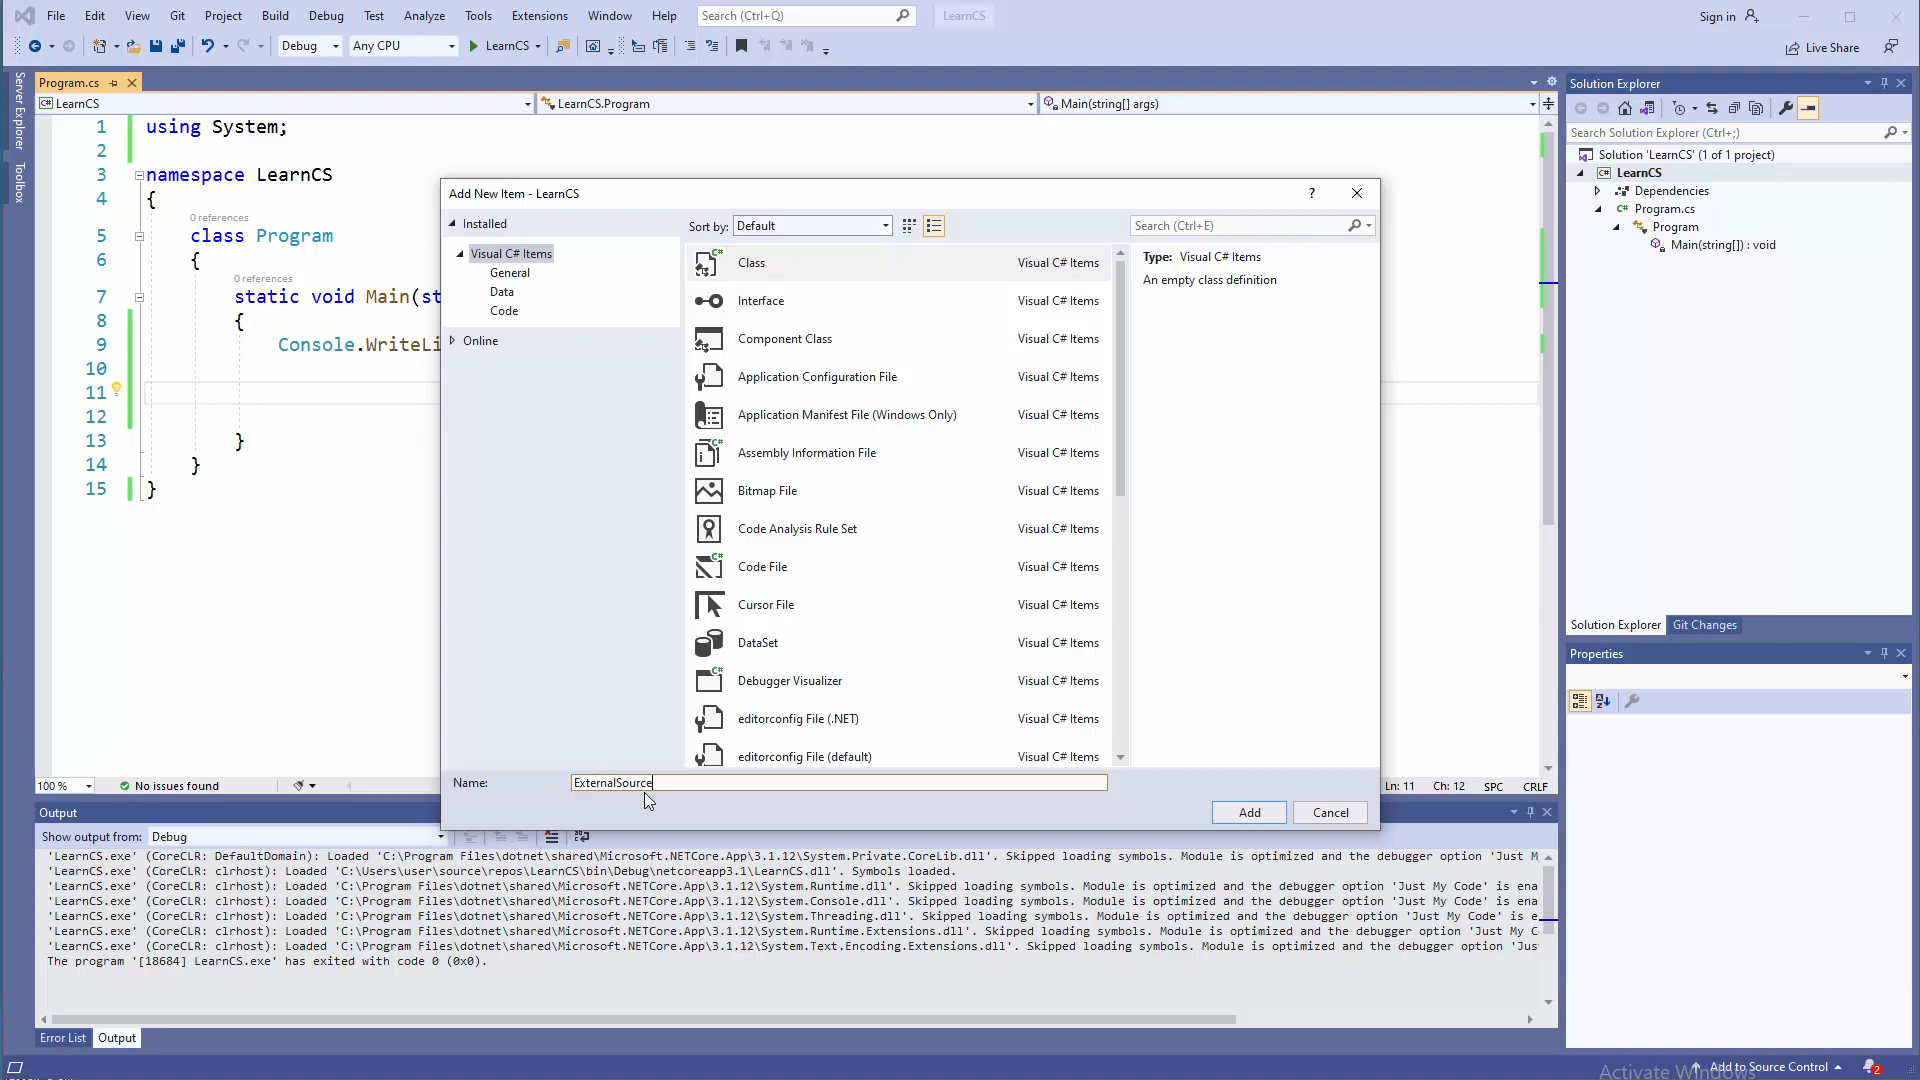 File Edit View Git Project Build Debug Test Analyze Tools Extensions Window Help Search (Ctrl+Q) LearnCS Sign in
Debug Any CPU LearnCS Live Share
Server Explorer
Toolbox
Program.cs
LearnCS LearnCS.Program Main(string[] args)
1 using System;
2
3 namespace LearnCS
4 {
0 references
5 class Program
6 {
0 references
7 static void Main(st
8 {
9 Console.WriteLi
10
11
12
13 }
14 }
15 }
Add New Item - LearnCS ?
Installed
Sort by: Default
Search (Ctrl+E)
Visual C# Items
General
Data
Code
Online
Class Visual C# Items
Interface Visual C# Items
Component Class Visual C# Items
Application Configuration File Visual C# Items
Application Manifest File (Windows Only) Visual C# Items
Assembly Information File Visual C# Items
Bitmap File Visual C# Items
Code Analysis Rule Set Visual C# Items
Code File Visual C# Items
Cursor File Visual C# Items
DataSet Visual C# Items
Debugger Visualizer Visual C# Items
editorconfig File (.NET) Visual C# Items
editorconfig File (default) Visual C# Items
Type: Visual C# Items
An empty class definition
Name: ExternalSource
Add Cancel
100 % No issues found Ln: 11 Ch: 12 SPC CRLF
Output
Show output from: Debug
'LearnCS.exe' (CoreCLR: DefaultDomain): Loaded 'C:\Program Files\dotnet\shared\Microsoft.NETCore.App\3.1.12\System.Private.CoreLib.dll'. Skipped loading symbols. Module is optimized and the debugger option 'Just M
'LearnCS.exe' (CoreCLR: clrhost): Loaded 'C:\Users\user\source\repos\LearnCS\bin\Debug\netcoreapp3.1\LearnCS.dll'. Symbols loaded.
'LearnCS.exe' (CoreCLR: clrhost): Loaded 'C:\Program Files\dotnet\shared\Microsoft.NETCore.App\3.1.12\System.Runtime.dll'. Skipped loading symbols. Module is optimized and the debugger option 'Just My Code' is ena
'LearnCS.exe' (CoreCLR: clrhost): Loaded 'C:\Program Files\dotnet\shared\Microsoft.NETCore.App\3.1.12\System.Console.dll'. Skipped loading symbols. Module is optimized and the debugger option 'Just My Code' is ena
'LearnCS.exe' (CoreCLR: clrhost): Loaded 'C:\Program Files\dotnet\shared\Microsoft.NETCore.App\3.1.12\System.Threading.dll'. Skipped loading symbols. Module is optimized and the debugger option 'Just My Code' is e
'LearnCS.exe' (CoreCLR: clrhost): Loaded 'C:\Program Files\dotnet\shared\Microsoft.NETCore.App\3.1.12\System.Runtime.Extensions.dll'. Skipped loading symbols. Module is optimized and the debugger option 'Just My C
'LearnCS.exe' (CoreCLR: clrhost): Loaded 'C:\Program Files\dotnet\shared\Microsoft.NETCore.App\3.1.12\System.Text.Encoding.Extensions.dll'. Skipped loading symbols. Module is optimized and the debugger option 'Jus
The program '[18684] LearnCS.exe' has exited with code 0 (0x0).
Error List Output
Solution Explorer
Search Solution Explorer (Ctrl+;)
Solution 'LearnCS' (1 of 1 project)
LearnCS
Dependencies
Program.cs
Program
Main(string[]) : void
Solution Explorer Git Changes
Properties
Activate Windows
Add to Source Control 2